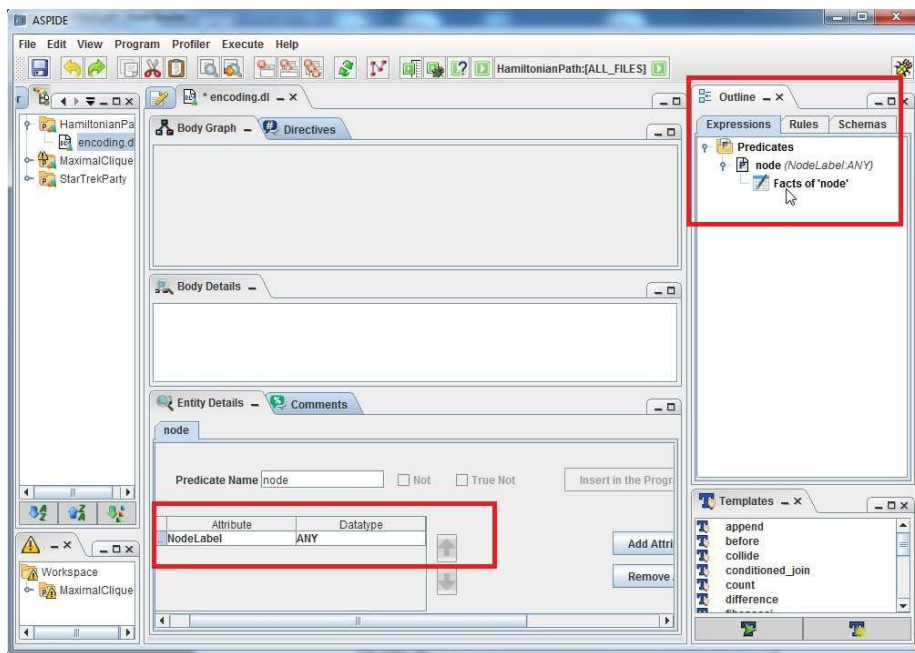 ASPIDE
File Edit View Program Profiler Execute Help
HamiltonianPath:[ALL_FILES]
HamiltonianPa
encoding.d
MaximalClique
StarTrekParty
* encoding.dl
Body Graph
Directives
Body Details
Entity Details
Comments
node
Predicate Name node Not True Not Insert in the Progr
Attribute Datatype
NodeLabel ANY
Add Attri
Remove
Workspace
MaximalClique
Outline
Expressions Rules Schemas
Predicates
node (NodeLabel:ANY)
Facts of 'node'
Templates
append
before
collide
conditioned_join
count
difference